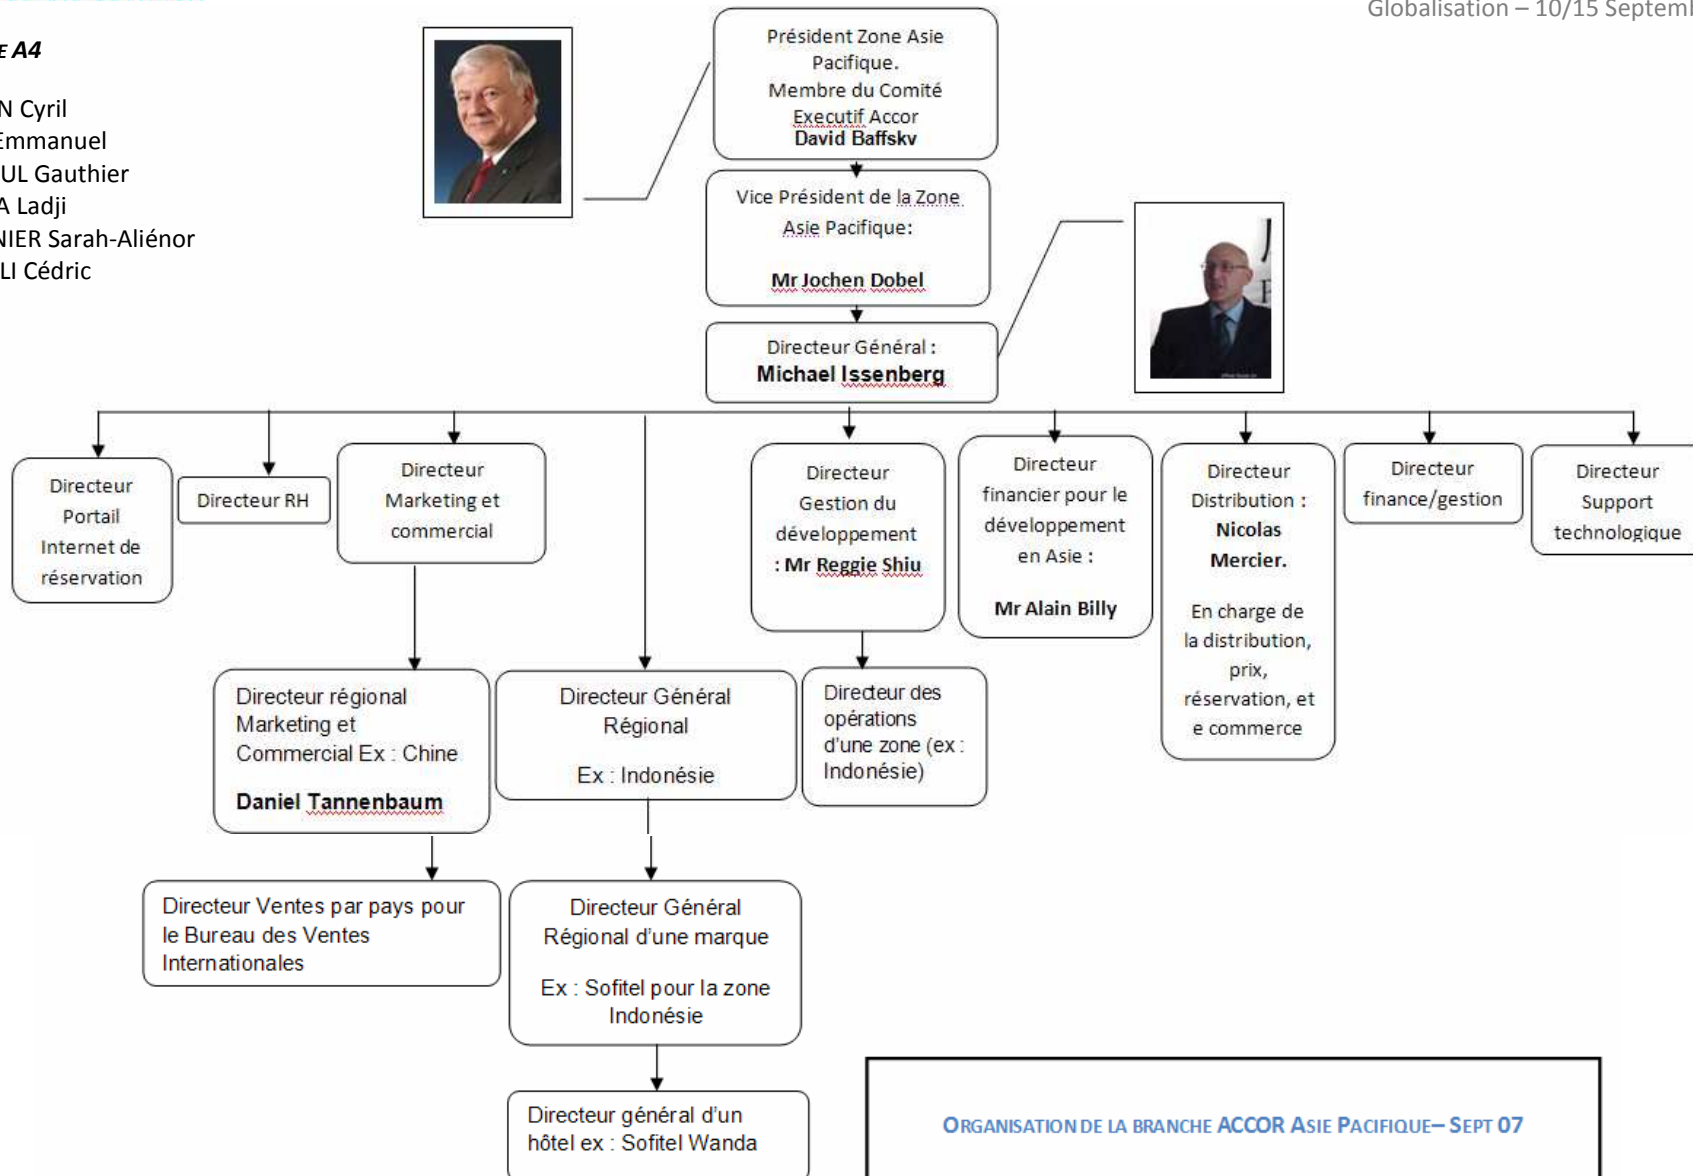 Globalisation – 10/15 Septemb
E A4
N Cyril
Emmanuel
UL Gauthier
A Ladji
NIER Sarah-Aliénor
LI Cédric
Président Zone Asie
Pacifique.
Membre du Comité
Executif Accor
David Baffskv
Vice Président de la Zone
Asie Pacifique:
Mr Jochen Dobel
Directeur Général :
Michael Issenberg
Directeur
Portail
Internet de
réservation
Directeur RH
Directeur
Marketing et
commercial
Directeur
Gestion du
développement
: Mr Reggie Shiu
Directeur
financier pour le
développement
en Asie :
Mr Alain Billy
Directeur
Distribution :
Nicolas
Mercier.
En charge de
la distribution,
prix,
réservation, et
e commerce
Directeur
finance/gestion
Directeur
Support
technologique
Directeur régional
Marketing et
Commercial Ex : Chine
Daniel Tannenbaum
Directeur Général
Régional
Ex : Indonésie
Directeur des
opérations
d'une zone (ex :
Indonésie)
Directeur Ventes par pays pour
le Bureau des Ventes
Internationales
Directeur Général
Régional d'une marque
Ex : Sofitel pour la zone
Indonésie
Directeur général d'un
hôtel ex : Sofitel Wanda
ORGANISATION DE LA BRANCHE ACCOR ASIE PACIFIQUE– SEPT 07